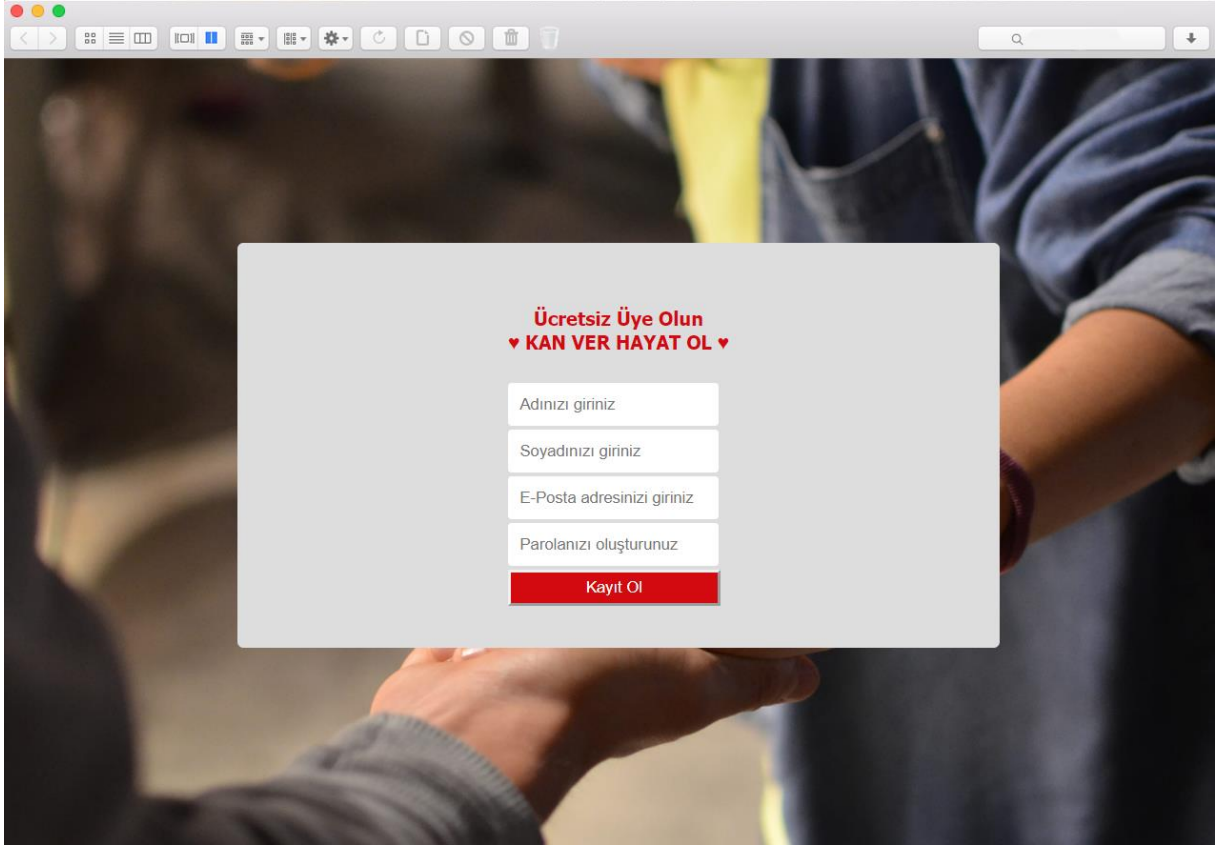 Ücretsiz Üye Olun
♥ KAN VER HAYAT OL ♥
Adınızı giriniz
Soyadınızı giriniz
E-Posta adresinizi giriniz
Parolanızı oluşturunuz
Kayıt Ol